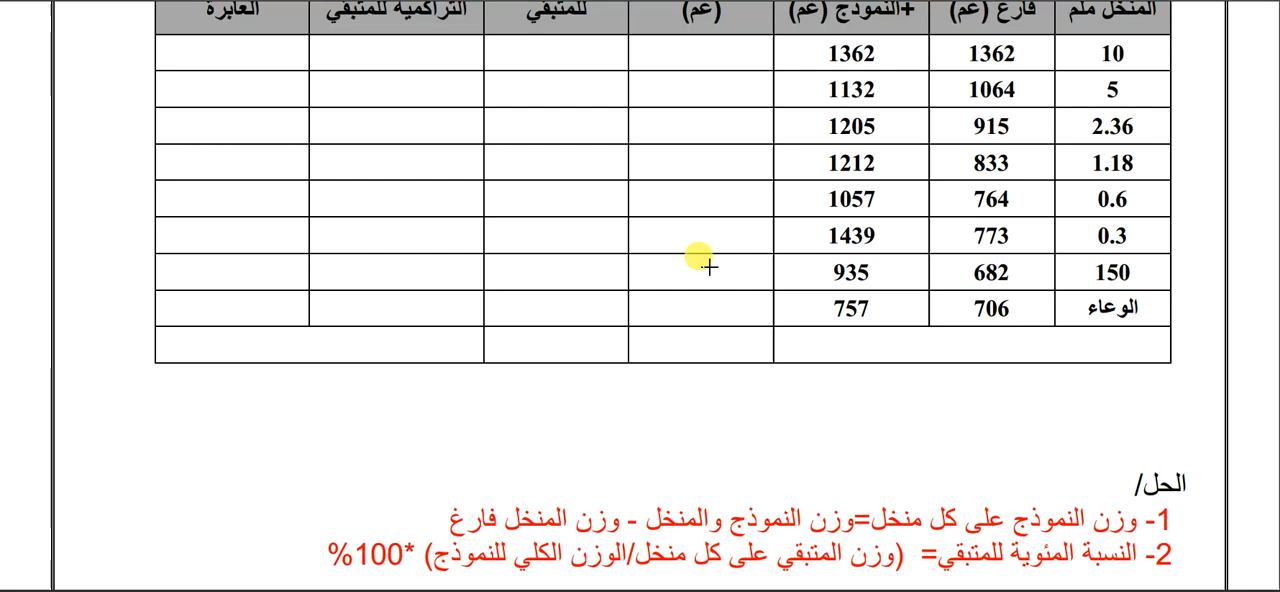 المنخل ملم فارغ (غم) +النموذج (غم) (غم) للمتبقي التراكمية للمتبقي العابرة
10 1362 1362
5 1064 1132
2.36 915 1205
1.18 833 1212
0.6 764 1057
0.3 773 1439
150 682 935
الوعاء 706 757
الحل/
1- وزن النموذج على كل منخل=وزن النموذج والمنخل - وزن المنخل فارغ
2- النسبة المئوية للمتبقي= (وزن المتبقي على كل منخل/الوزن الكلي للنموذج) *100%